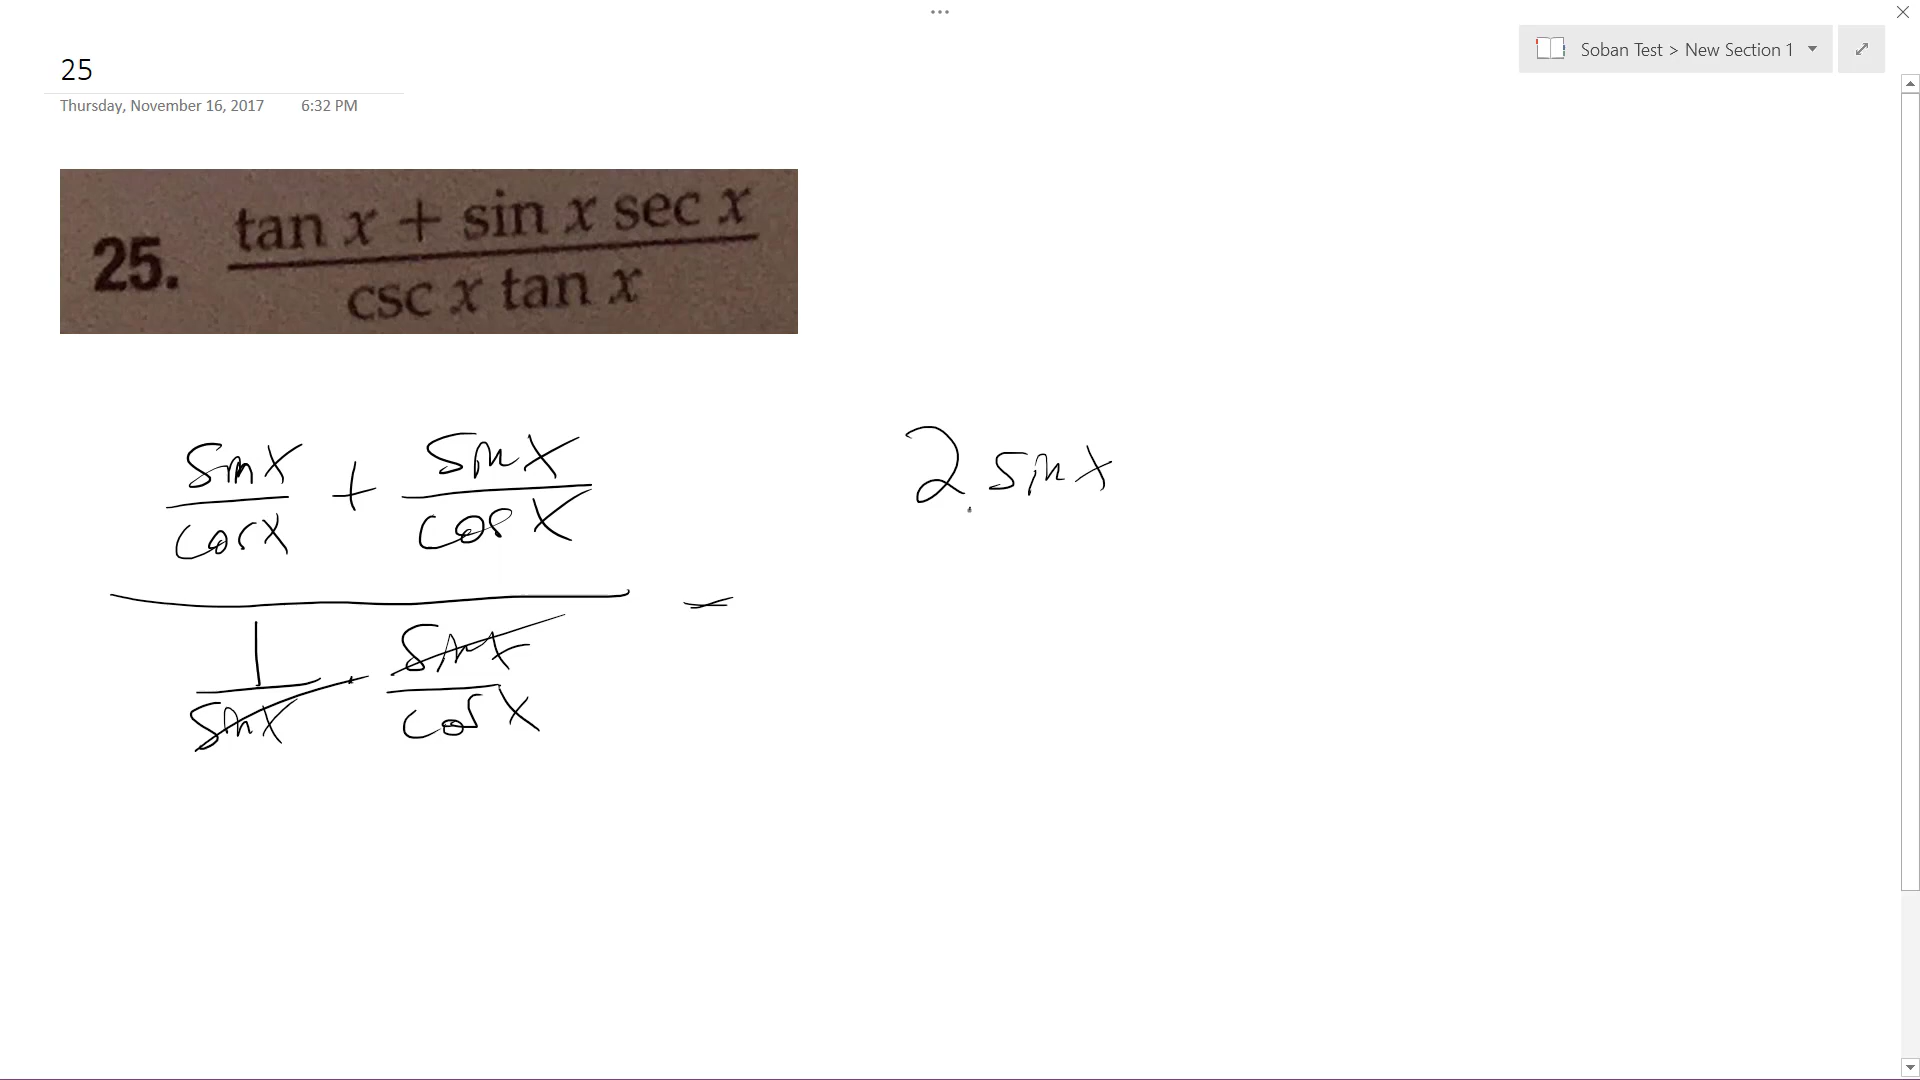 ...
Soban Test > New Section 1
25
Thursday, November 16, 2017 6:32 PM
tan x + sin x sec x
25.
csc x tan x
sin x + sin x 2 sin x
cos x cos x
=
1 · sin x
sin x cos x